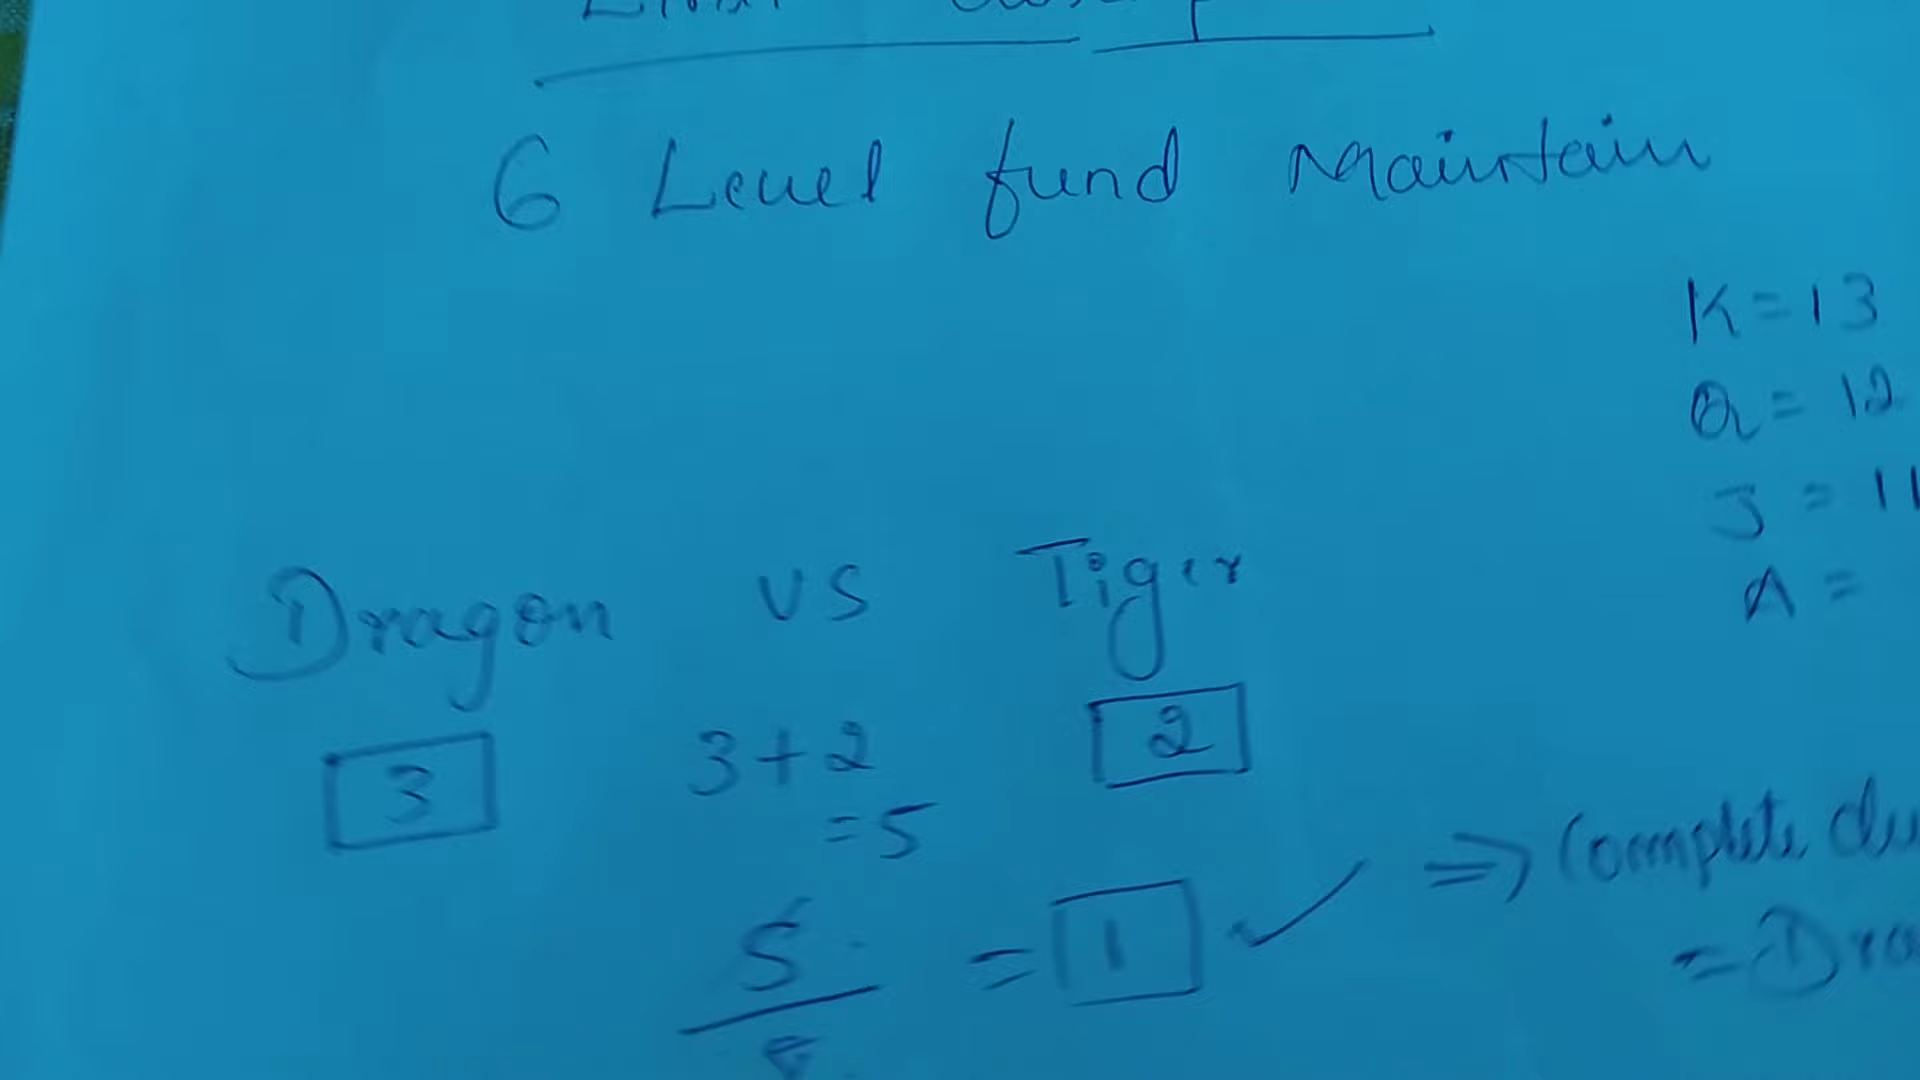 6 Level fund Maintain
K = 13
Q = 12
J = 11
A =
Dragon VS Tiger
3 3+2 2
= 5
=> Complete
5 = 1 ✓